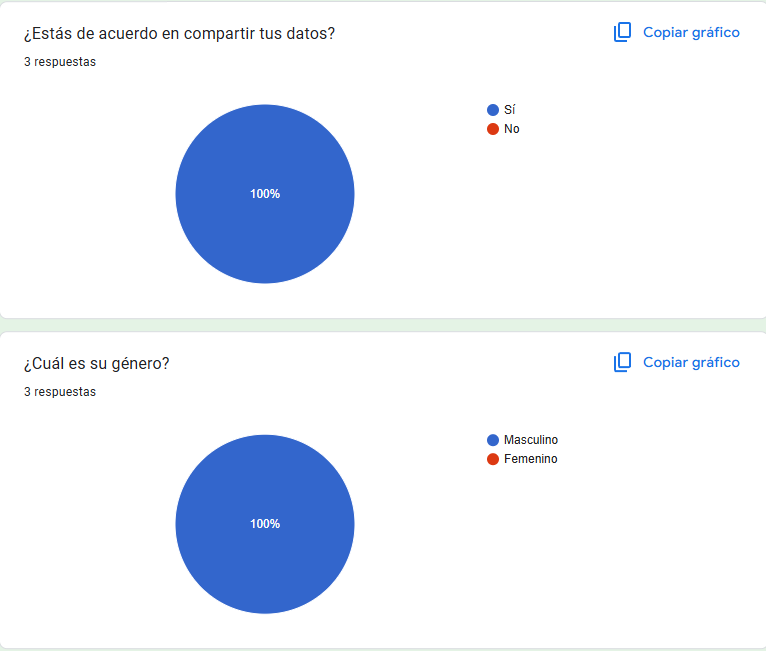 ¿Estás de acuerdo en compartir tus datos?
Copiar gráfico
3 respuestas
100%
Sí
No
¿Cuál es su género?
Copiar gráfico
3 respuestas
100%
Masculino
Femenino